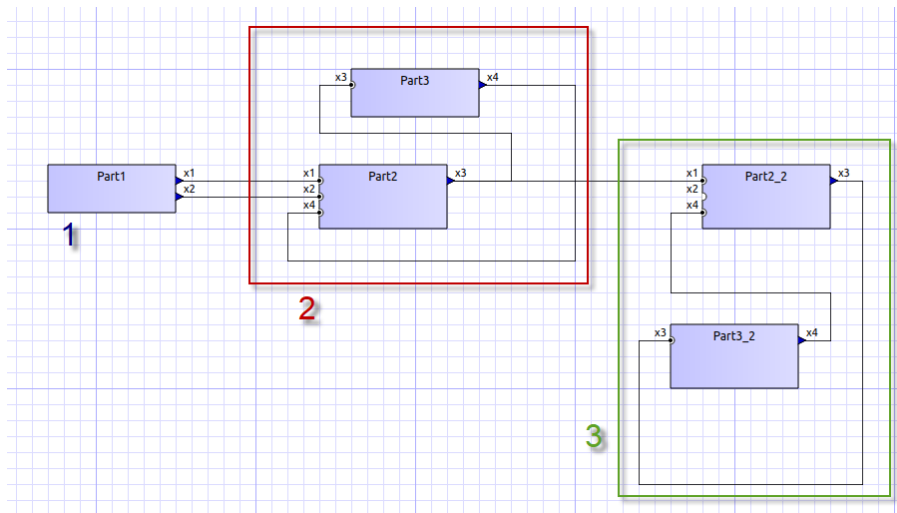 x3 Part3 x4
Part1 x1
x2
1
x1 Part2 x3
x2
x4
2
x1 Part2_2 x3
x2
x4
x3 Part3_2 x4
3